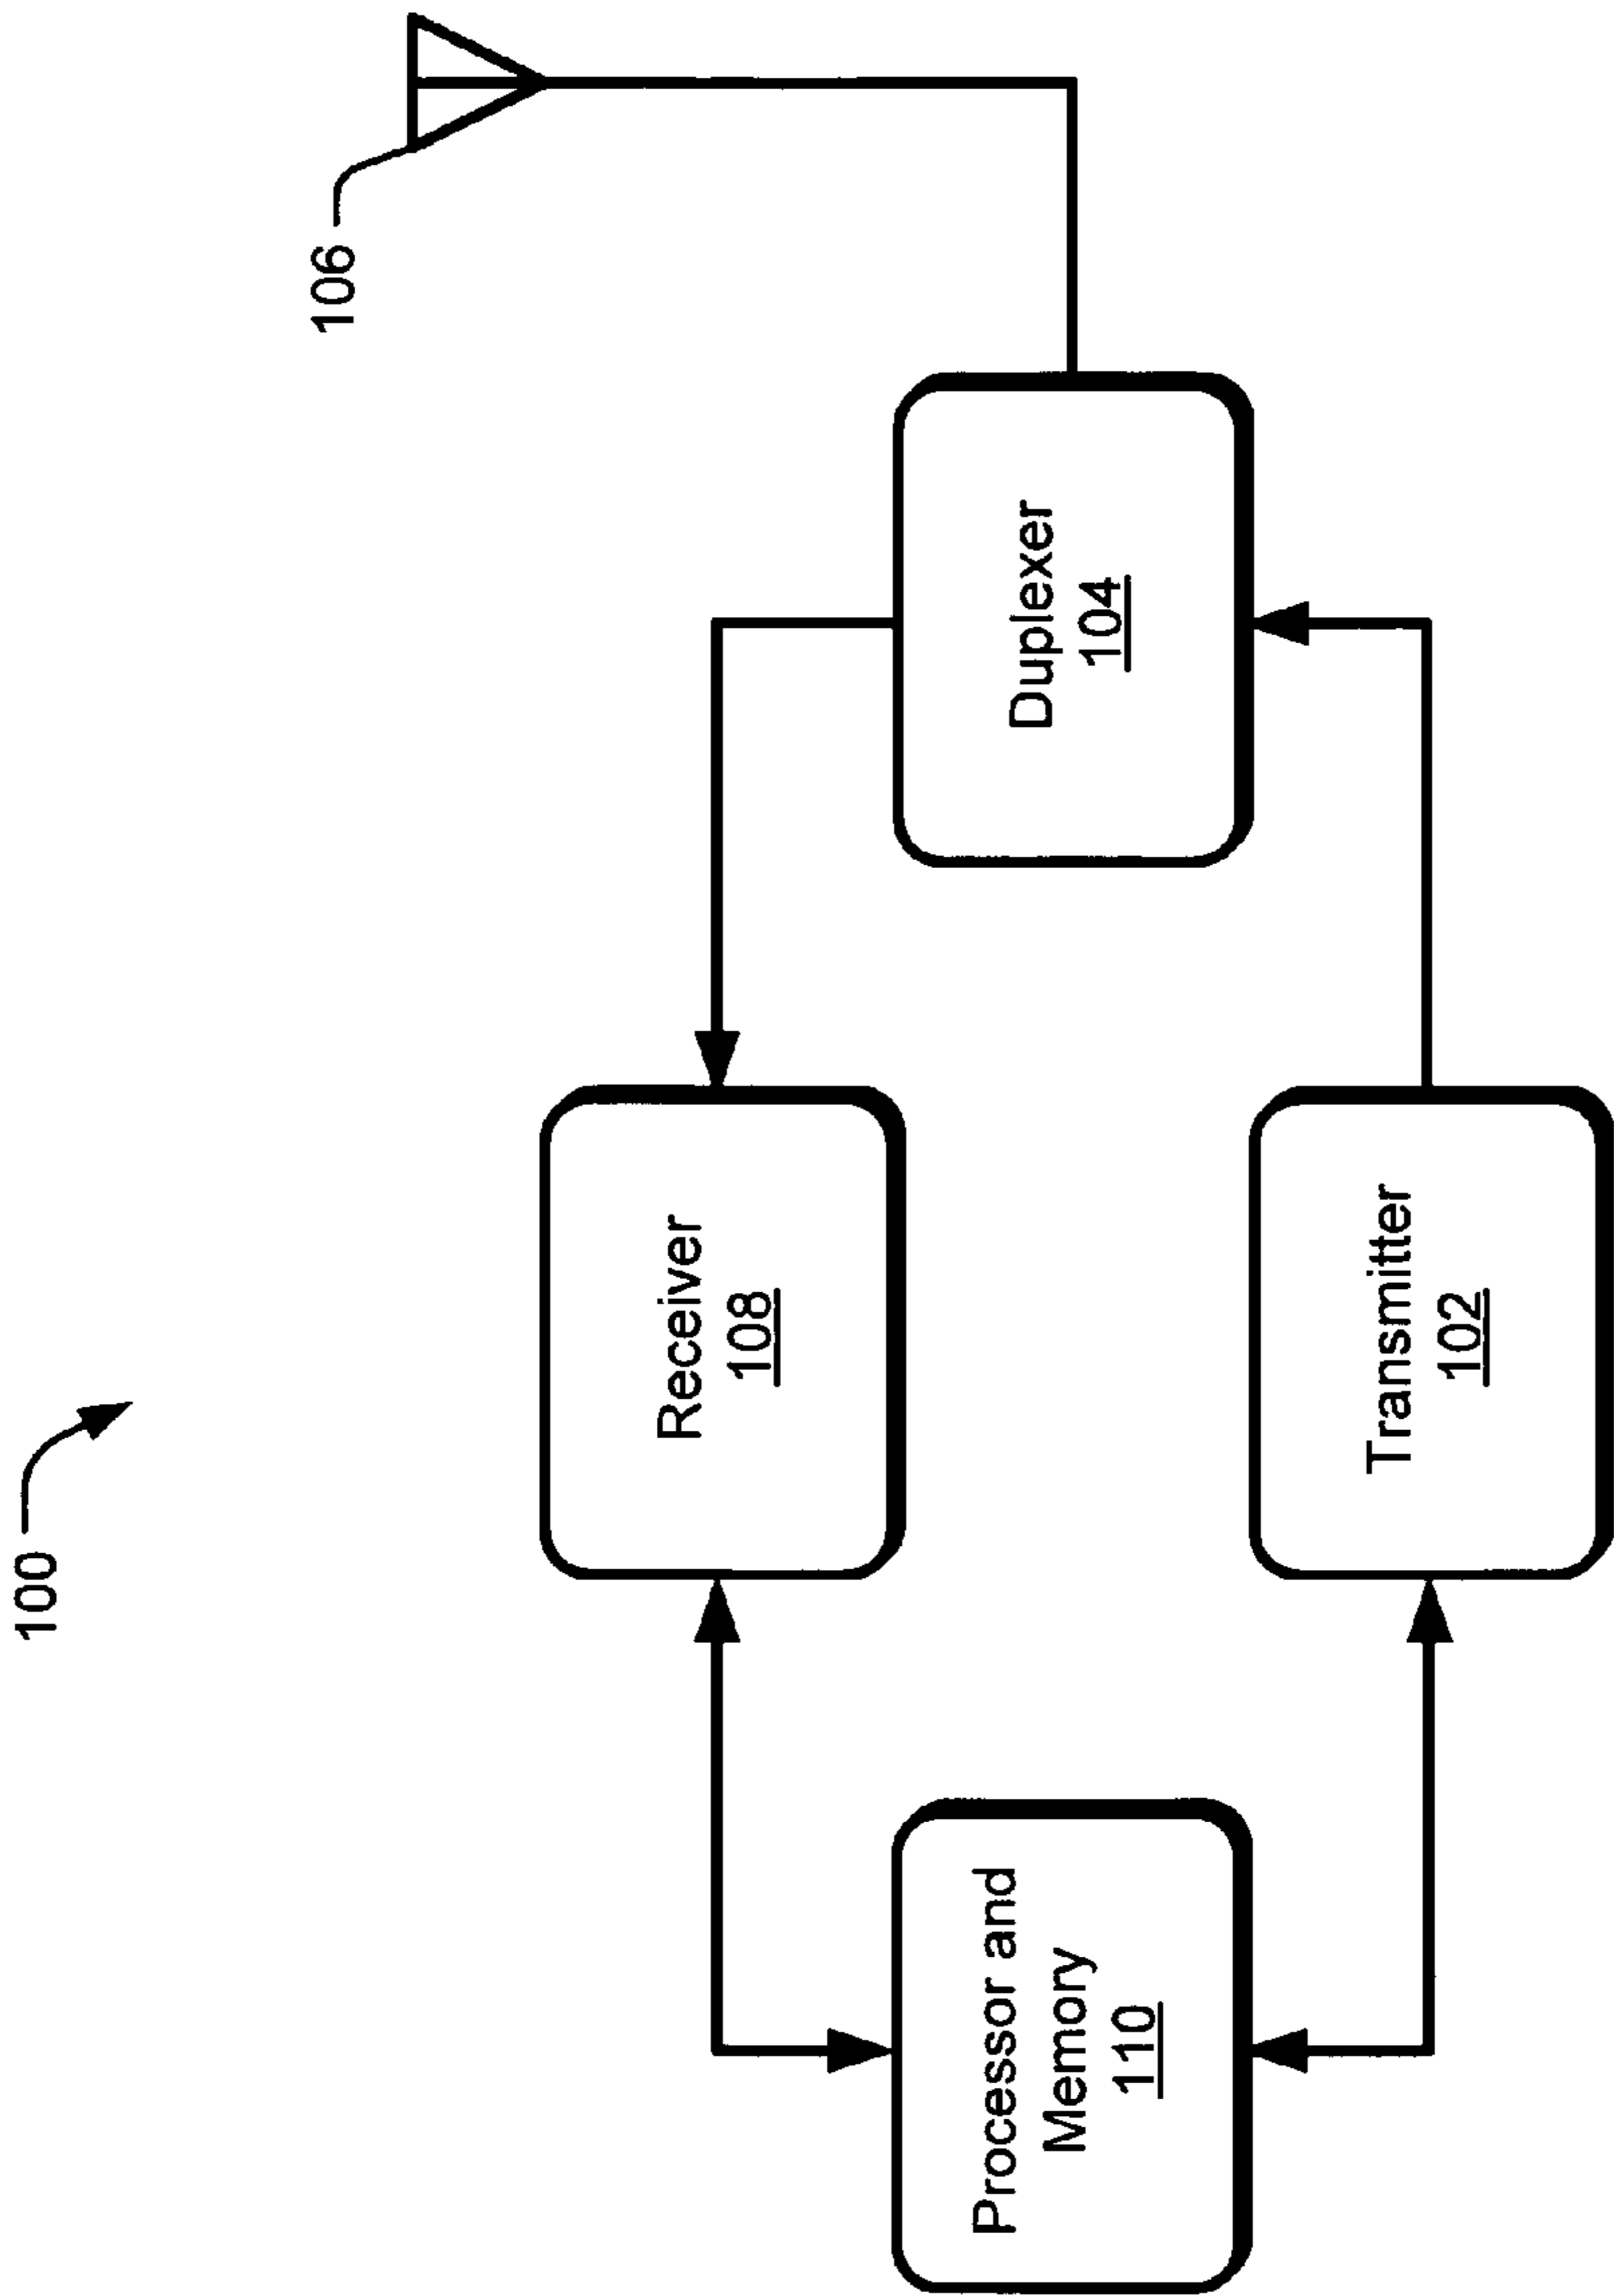 100
106
Receiver
108
Processor and
Memory
110
Duplexer
104
Transmitter
102